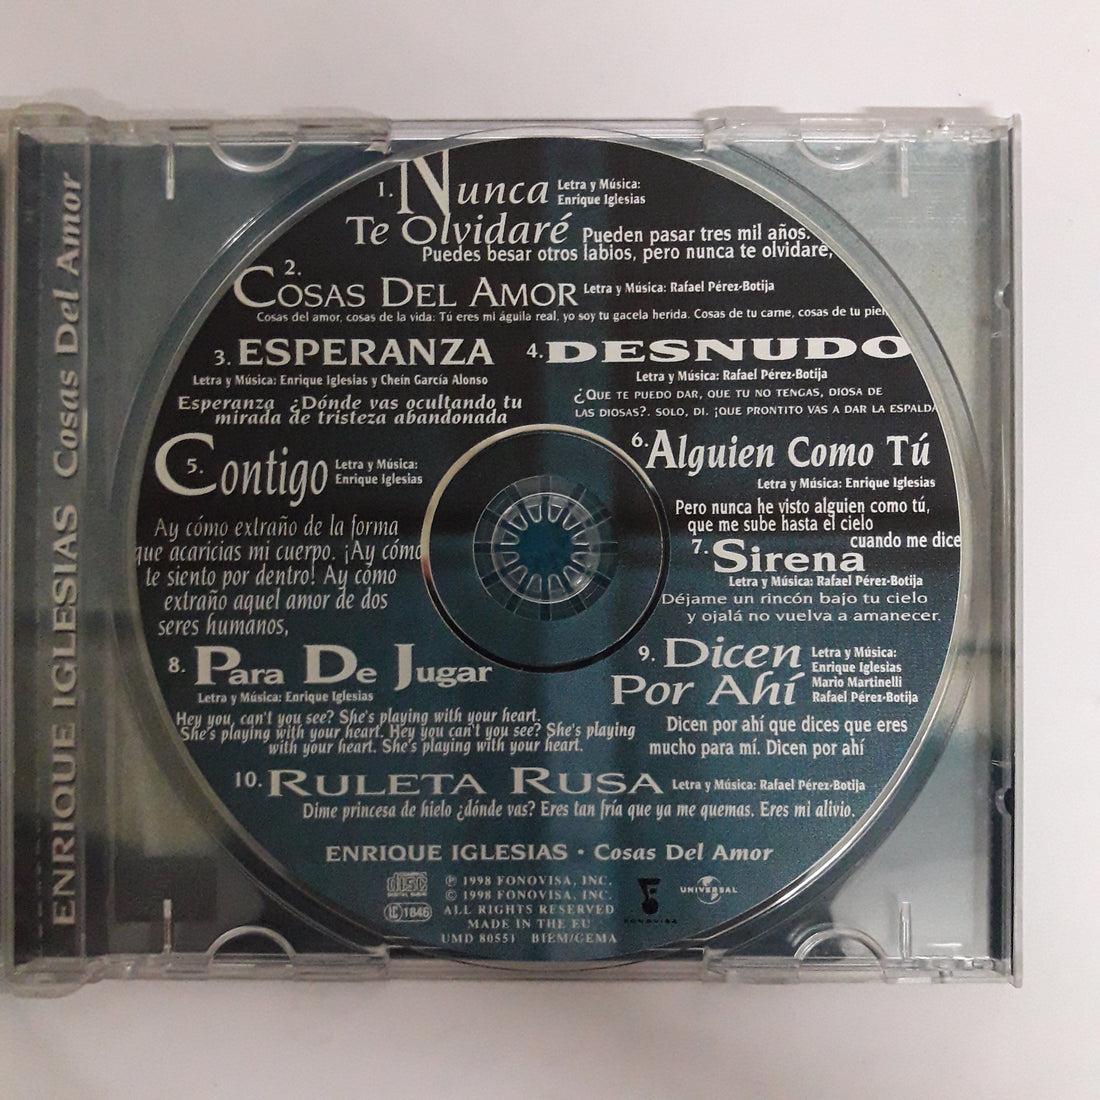 ENRIQUE IGLESIAS Cosas Del Amor
1. Nunca Letra y Música:
Enrique Iglesias
Te Olvidaré Pueden pasar tres mil años.
Puedes besar otros labios, pero nunca te olvidare,
2.
COSAS DEL AMOR Letra y Música: Rafael Pérez-Botija
Cosas del amor, cosas de la vida: Tú eres mi águila real, yo soy tu gacela herida. Cosas de tu carne, cosas de tu piel
3. ESPERANZA
Letra y Música: Enrique Iglesias y Cheín García Alonso
Esperanza ¿Dónde vas ocultando tu
mirada de tristeza abandonada
4. DESNUDO
Letra y Música: Rafael Pérez-Botija
¿QUE TE PUEDO DAR, QUE TU NO TENGAS, DIOSA DE
LAS DIOSAS?. SOLO, DI. ¡QUE PRONTITO VAS A DAR LA ESPALDA
5. Contigo Letra y Música:
Enrique Iglesias
Ay cómo extraño de la forma
que acaricias mi cuerpo. ¡Ay cómo
te siento por dentro! Ay cómo
extraño aquel amor de dos
seres humanos,
6. Alguien Como Tú
Letra y Música: Enrique Iglesias
Pero nunca he visto alguien como tú,
que me sube hasta el cielo
cuando me dice
7. Sirena
Letra y Música: Rafael Pérez-Botija
Déjame un rincón bajo tu cielo
y ojalá no vuelva a amanecer.
8. Para De Jugar
Letra y Música: Enrique Iglesias
Hey you, can't you see? She's playing with your heart.
She's playing with your heart. Hey you can't you see? She's playing
with your heart. She's playing with your heart.
9. Dicen Por Ahí
Letra y Música:
Enrique Iglesias
Mario Martinelli
Rafael Pérez-Botija
Dicen por ahí que dices que eres
mucho para mí. Dicen por ahí
10. RULETA RUSA Letra y Música: Rafael Pérez-Botija
Dime princesa de hielo ¿dónde vas? Eres tan fría que ya me quemas. Eres mi alivio.
ENRIQUE IGLESIAS · Cosas Del Amor
COMPACT disc DIGITAL AUDIO
LC 1846
℗ 1998 FONOVISA, INC.
© 1998 FONOVISA, INC.
ALL RIGHTS RESERVED
MADE IN THE EU
UMD 80551 BIEM/GEMA
FONOVISA
UNIVERSAL